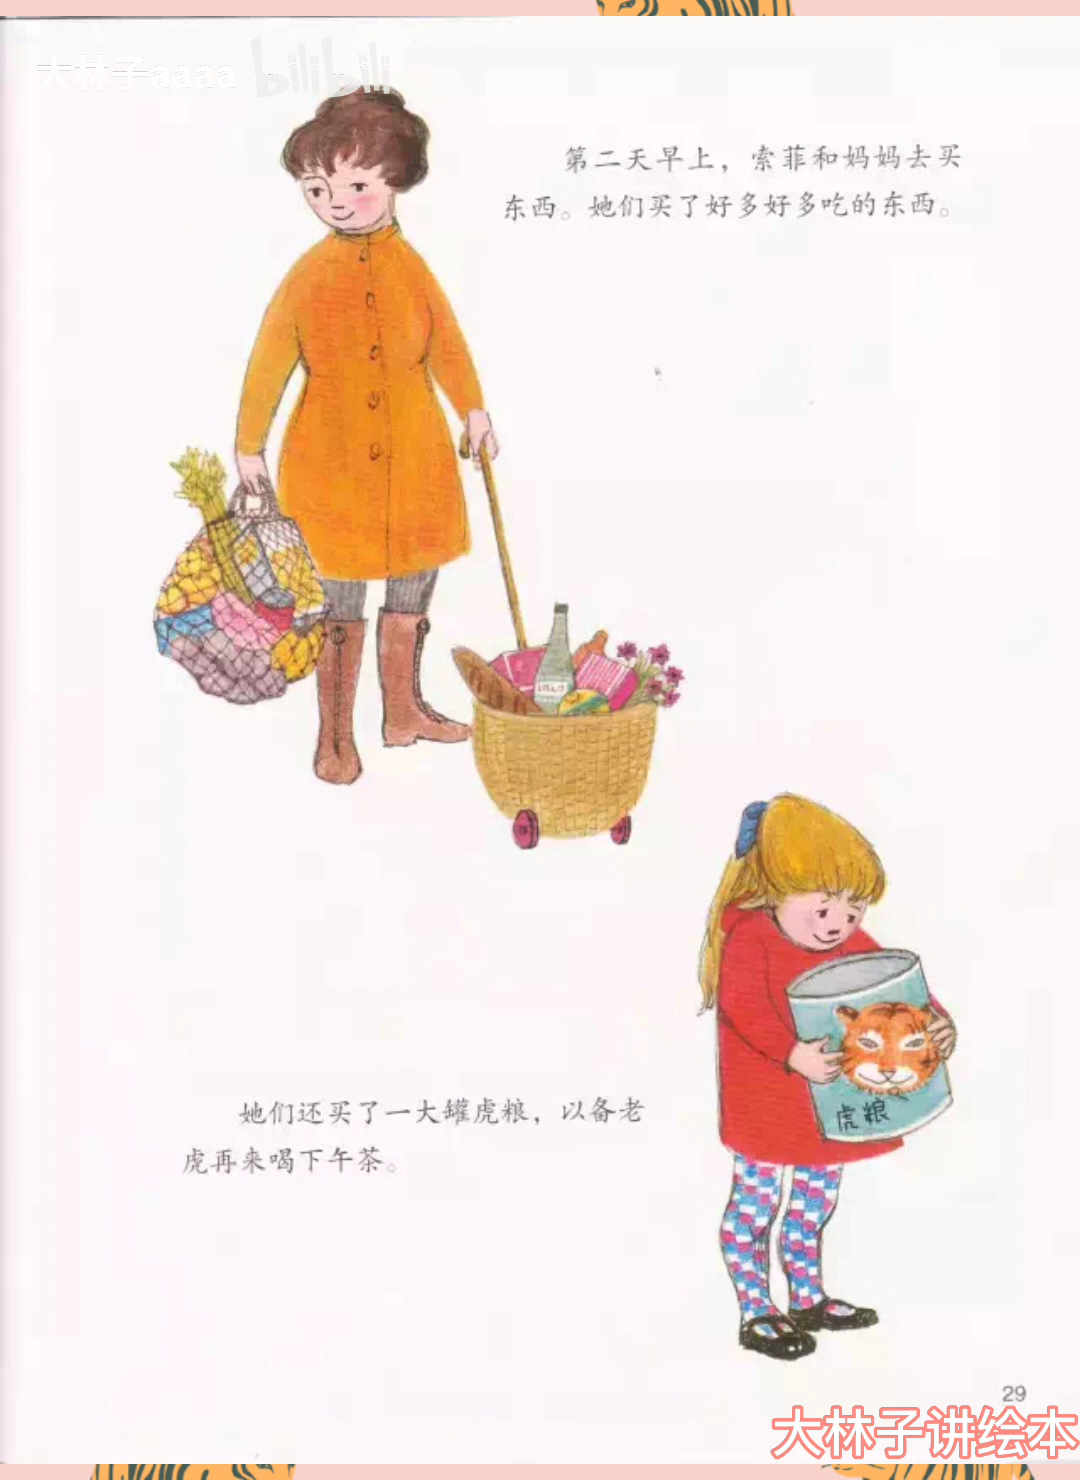 大林子aaaa bilibili
第二天早上，索菲和妈妈去买
东西。她们买了好多好多吃的东西。
虎粮
她们还买了一大罐虎粮，以备老
虎再来喝下午茶。
29
大林子讲绘本